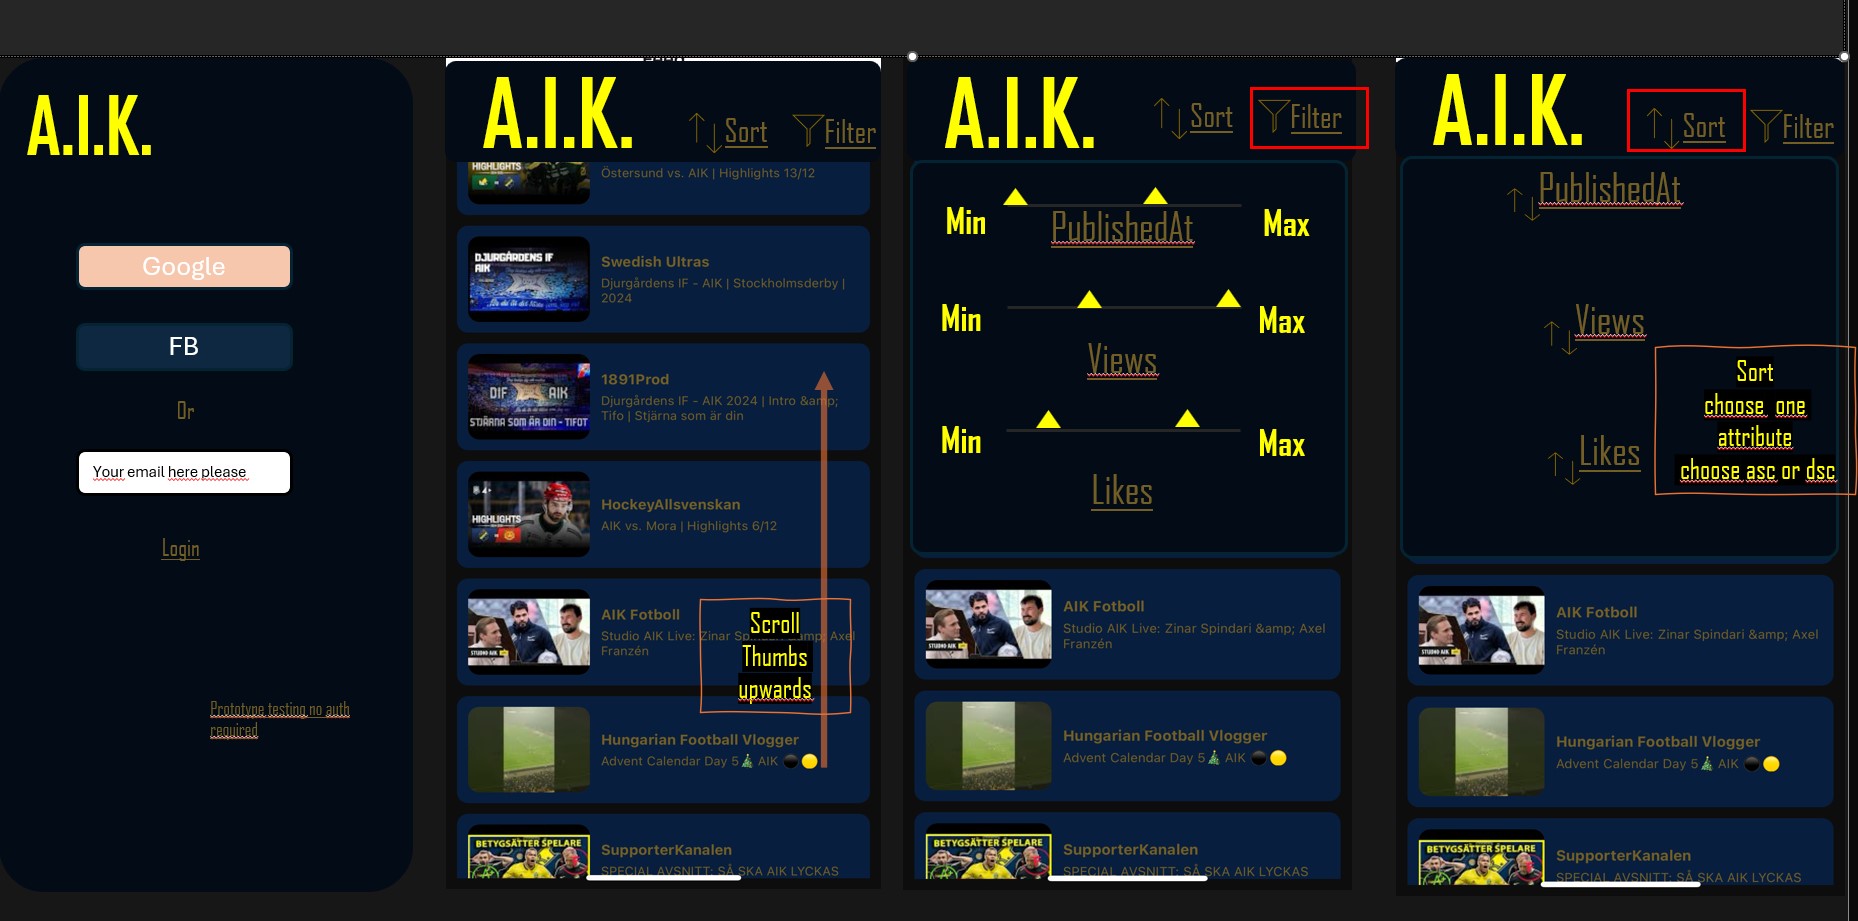 A.I.K.
Google
FB
Or
Your email here please
Login
Prototype testing no auth
required
A.I.K.
Sort
Filter
HIGHLIGHTS
Östersund vs. AIK | Highlights 13/12
DJURGÅRDENS IF
AIK
Swedish Ultras
Djurgårdens IF - AIK | Stockholmsderby |
2024
DIF
AIK
STJÄRNA SOM ÄR DIN - TIFOT
1891Prod
Djurgårdens IF - AIK 2024 | Intro &amp;
Tifo | Stjärna som är din
HIGHLIGHTS
HockeyAllsvenskan
AIK vs. Mora | Highlights 6/12
STUDIO AIK
AIK Fotboll
Studio AIK Live: Zinar Spindari &amp; Axel
Franzén
Scroll
Thumbs
upwards
Hungarian Football Vlogger
Advent Calendar Day 5🎄 AIK ⚫🟡
BETYGSÄTTER SPELARE
SupporterKanalen
SPECIAL AVSNITT: SÅ SKA AIK LYCKAS
A.I.K.
Sort
Filter
Min
PublishedAt
Max
Min
Views
Max
Min
Likes
Max
STUDIO AIK
AIK Fotboll
Studio AIK Live: Zinar Spindari &amp; Axel
Franzén
Hungarian Football Vlogger
Advent Calendar Day 5🎄 AIK ⚫🟡
BETYGSÄTTER SPELARE
SupporterKanalen
SPECIAL AVSNITT: SÅ SKA AIK LYCKAS
A.I.K.
Sort
Filter
PublishedAt
Views
Likes
Sort
choose one
attribute
choose asc or dsc
STUDIO AIK
AIK Fotboll
Studio AIK Live: Zinar Spindari &amp; Axel
Franzén
Hungarian Football Vlogger
Advent Calendar Day 5🎄 AIK ⚫🟡
BETYGSÄTTER SPELARE
SupporterKanalen
SPECIAL AVSNITT: SÅ SKA AIK LYCKAS